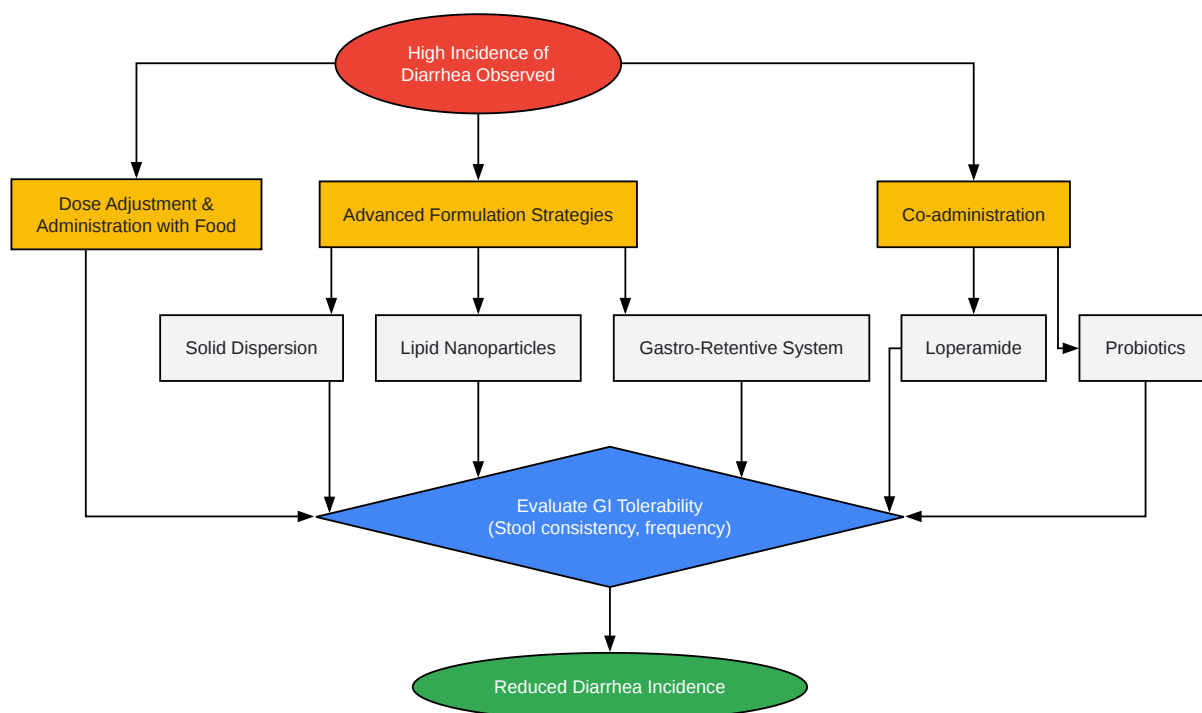 High Incidence of
Diarrhea Observed
Dose Adjustment &
Administration with Food
Advanced Formulation Strategies
Co-administration
Solid Dispersion
Lipid Nanoparticles
Gastro-Retentive System
Loperamide
Probiotics
Evaluate GI Tolerability
(Stool consistency, frequency)
Reduced Diarrhea Incidence